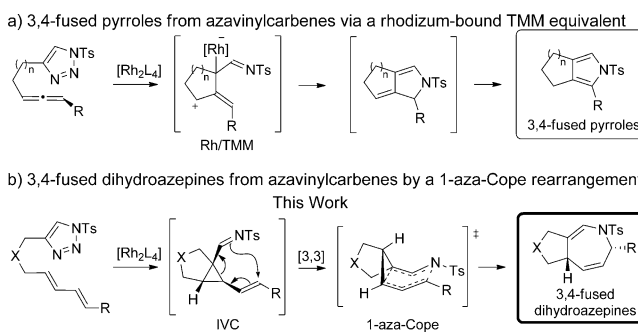 a) 3,4-fused pyrroles from azavinylcarbenes via a rhodizum-bound TMM equivalent
( )n N NTs N=N R
[Rh2L4]
[Rh] − ( )n NTs + R
Rh/TMM
( )n NTs R
( )n NTs R
3,4-fused pyrroles
b) 3,4-fused dihydroazepines from azavinylcarbenes by a 1-aza-Cope rearrangement
This Work
X N NTs N R
[Rh2L4]
X NTs H R
IVC
[3,3]
H X N Ts H R ‡
1-aza-Cope
X NTs R H
3,4-fused
dihydroazepines